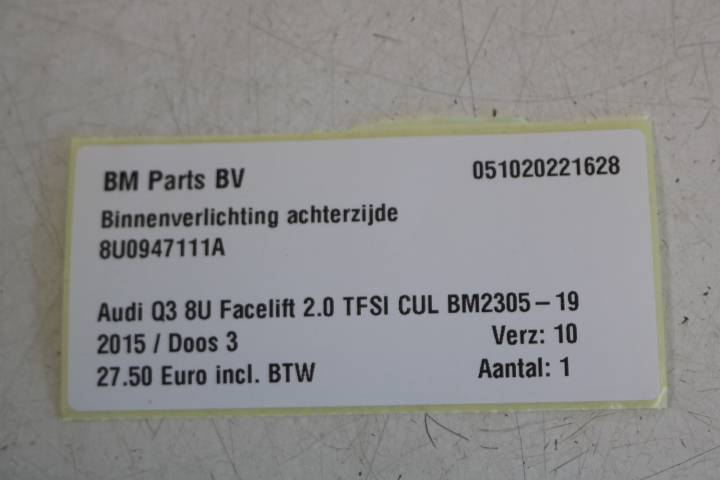 BM Parts BV 051020221628
Binnenverlichting achterzijde
8U0947111A
Audi Q3 8U Facelift 2.0 TFSI CUL BM2305-19
2015 / Doos 3 Verz: 10
27.50 Euro incl. BTW Aantal: 1